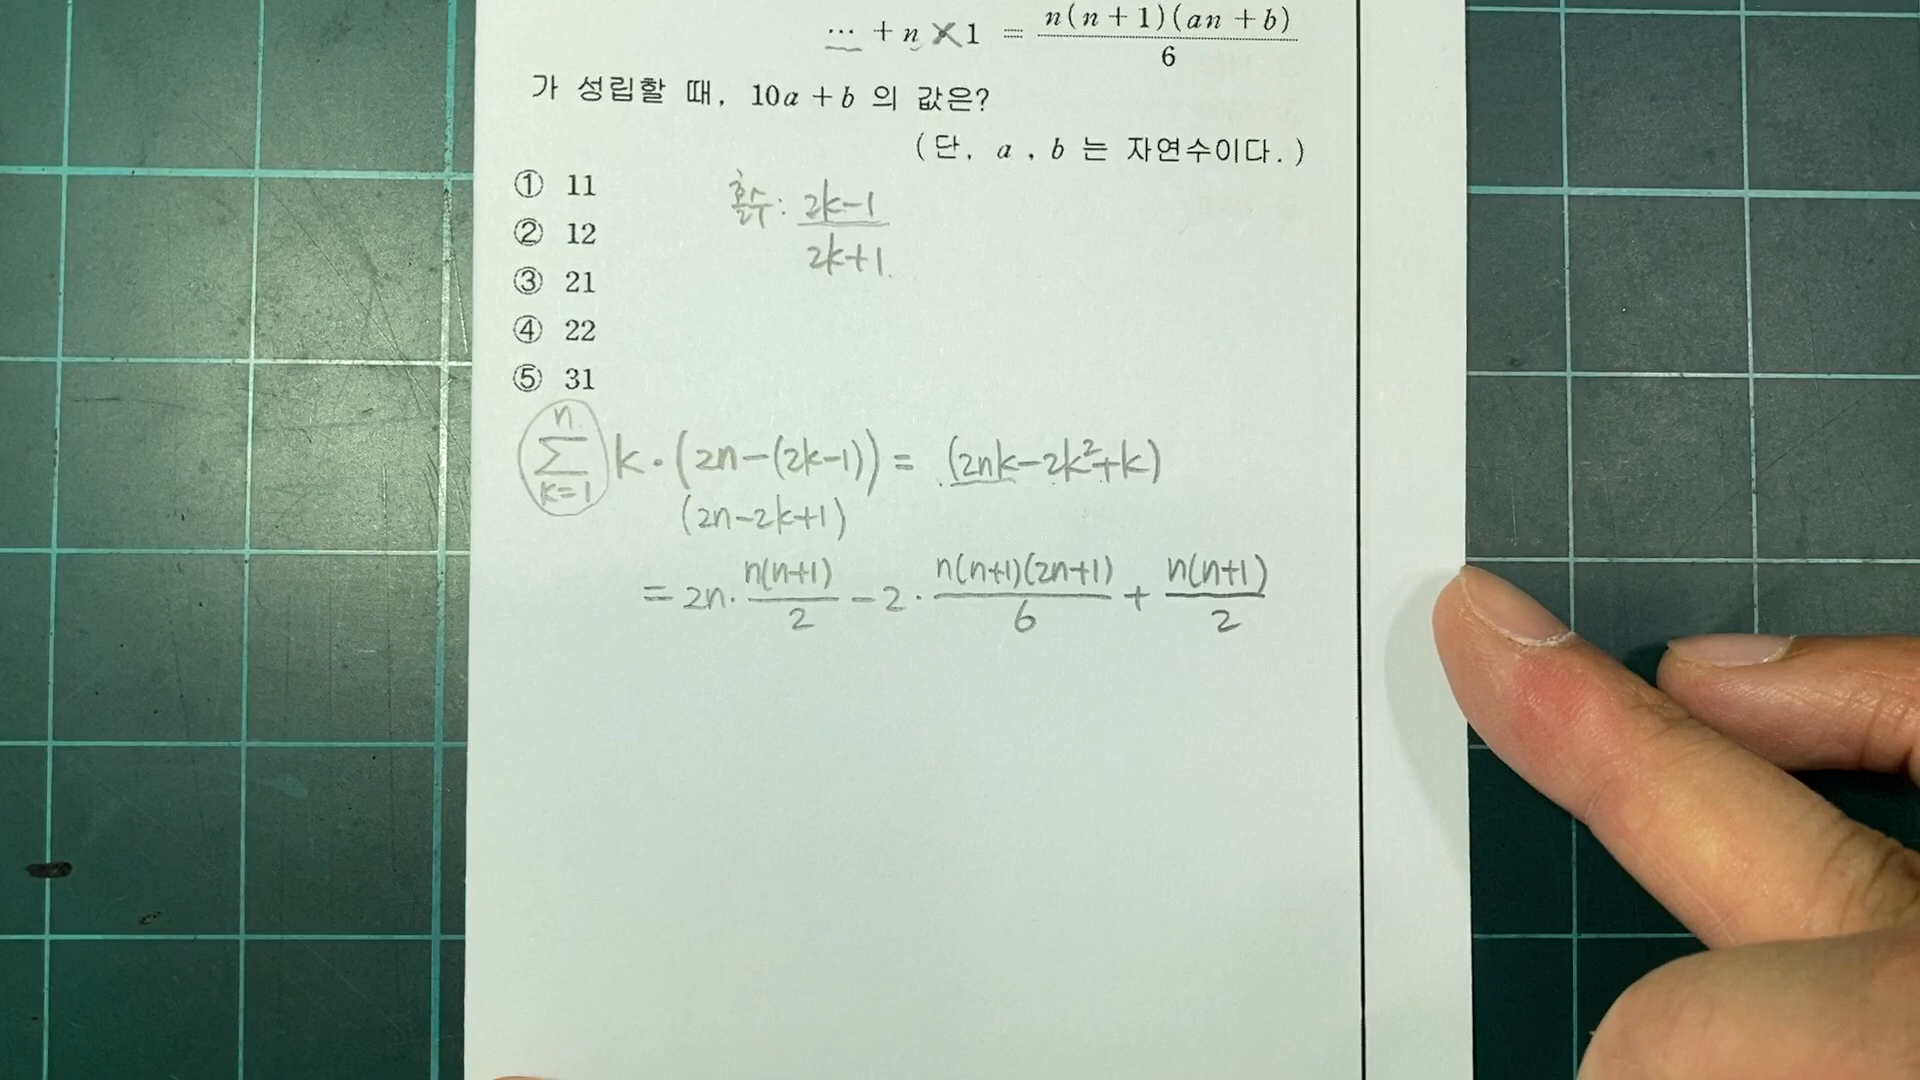 ⋯ + n × 1 = n(n+1)(an+b)/6
가 성립할 때, 10a + b 의 값은?
(단, a, b 는 자연수이다.)
① 11
② 12
③ 21
④ 22
⑤ 31
홀수: 2k-1
2k+1.
n
Σ k·(2n-(2k-1)) = (2nk-2k²+k)
k=1
(2n-2k+1)
= 2n· n(n+1)/2 - 2· n(n+1)(2n+1)/6 + n(n+1)/2